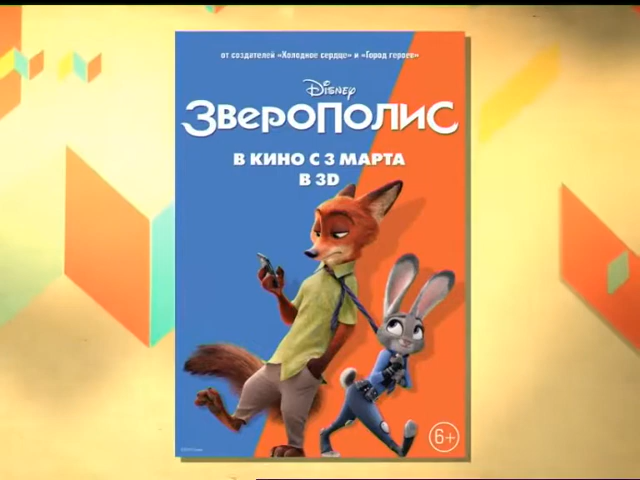 от создателей «Холодное сердце» и «Город героев»
Disney
ЗВЕРОПОЛИС
В КИНО С 3 МАРТА
В 3D
6+